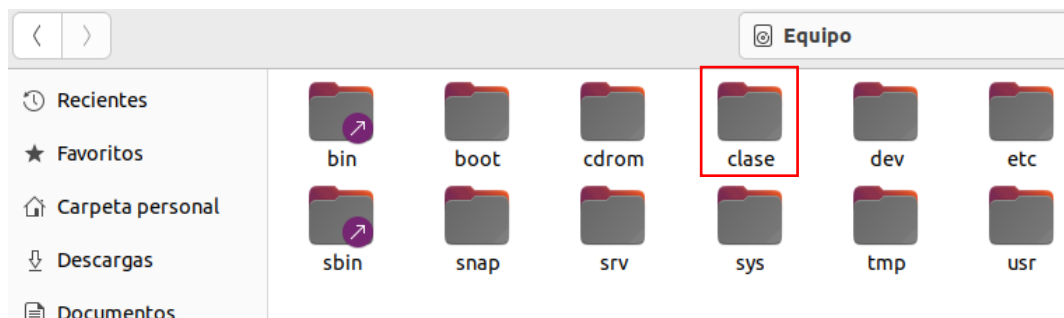 Equipo
Recientes
Favoritos
Carpeta personal
Descargas
Documentos
bin boot cdrom clase dev etc
sbin snap srv sys tmp usr